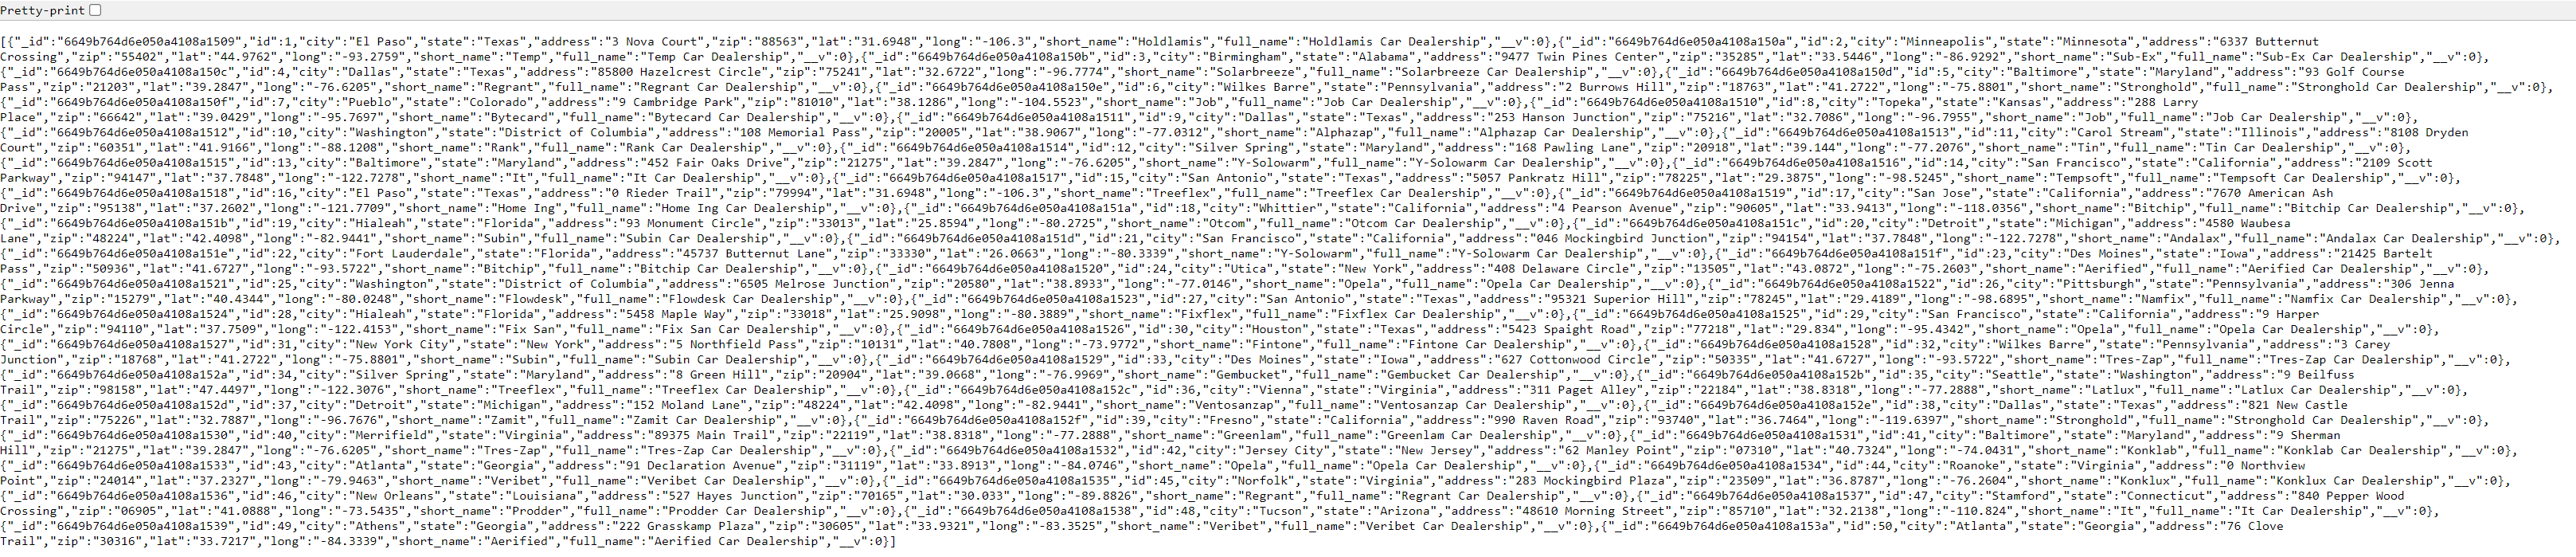 Pretty-print
[{"_id":"6649b764d6e050a4108a1509","id":1,"city":"El Paso","state":"Texas","address":"3 Nova Court","zip":"88563","lat":"31.6948","long":"-106.3","short_name":"Holdlamis","full_name":"Holdlamis Car Dealership","__v":0},{"_id":"6649b764d6e050a4108a150a","id":2,"city":"Minneapolis","state":"Minnesota","address":"6337 Butternut
Crossing","zip":"55402","lat":"44.9762","long":"-93.2759","short_name":"Temp","full_name":"Temp Car Dealership","__v":0},{"_id":"6649b764d6e050a4108a150b","id":3,"city":"Birmingham","state":"Alabama","address":"9477 Twin Pines Center","zip":"35285","lat":"33.5446","long":"-86.9292","short_name":"Sub-Ex","full_name":"Sub-Ex Car Dealership","__v":0},
{"_id":"6649b764d6e050a4108a150c","id":4,"city":"Dallas","state":"Texas","address":"85800 Hazelcrest Circle","zip":"75241","lat":"32.6722","long":"-96.7774","short_name":"Solarbreeze","full_name":"Solarbreeze Car Dealership","__v":0},{"_id":"6649b764d6e050a4108a150d","id":5,"city":"Baltimore","state":"Maryland","address":"93 Golf Course
Pass","zip":"21203","lat":"39.2847","long":"-76.6205","short_name":"Regrant","full_name":"Regrant Car Dealership","__v":0},{"_id":"6649b764d6e050a4108a150e","id":6,"city":"Wilkes Barre","state":"Pennsylvania","address":"2 Burrows Hill","zip":"18763","lat":"41.2722","long":"-75.8801","short_name":"Stronghold","full_name":"Stronghold Car Dealership","__v":0},
{"_id":"6649b764d6e050a4108a150f","id":7,"city":"Pueblo","state":"Colorado","address":"9 Cambridge Park","zip":"81010","lat":"38.1286","long":"-104.5523","short_name":"Job","full_name":"Job Car Dealership","__v":0},{"_id":"6649b764d6e050a4108a1510","id":8,"city":"Topeka","state":"Kansas","address":"288 Larry
Place","zip":"66642","lat":"39.0429","long":"-95.7697","short_name":"Bytecard","full_name":"Bytecard Car Dealership","__v":0},{"_id":"6649b764d6e050a4108a1511","id":9,"city":"Dallas","state":"Texas","address":"253 Hanson Junction","zip":"75216","lat":"32.7086","long":"-96.7955","short_name":"Job","full_name":"Job Car Dealership","__v":0},
{"_id":"6649b764d6e050a4108a1512","id":10,"city":"Washington","state":"District of Columbia","address":"108 Memorial Pass","zip":"20005","lat":"38.9067","long":"-77.0312","short_name":"Alphazap","full_name":"Alphazap Car Dealership","__v":0},{"_id":"6649b764d6e050a4108a1513","id":11,"city":"Carol Stream","state":"Illinois","address":"8108 Dryden
Court","zip":"60351","lat":"41.9166","long":"-88.1208","short_name":"Rank","full_name":"Rank Car Dealership","__v":0},{"_id":"6649b764d6e050a4108a1514","id":12,"city":"Silver Spring","state":"Maryland","address":"168 Pawling Lane","zip":"20918","lat":"39.144","long":"-77.2076","short_name":"Tin","full_name":"Tin Car Dealership","__v":0},
{"_id":"6649b764d6e050a4108a1515","id":13,"city":"Baltimore","state":"Maryland","address":"452 Fair Oaks Drive","zip":"21275","lat":"39.2847","long":"-76.6205","short_name":"Y-Solowarm","full_name":"Y-Solowarm Car Dealership","__v":0},{"_id":"6649b764d6e050a4108a1516","id":14,"city":"San Francisco","state":"California","address":"2109 Scott
Parkway","zip":"94147","lat":"37.7848","long":"-122.7278","short_name":"It","full_name":"It Car Dealership","__v":0},{"_id":"6649b764d6e050a4108a1517","id":15,"city":"San Antonio","state":"Texas","address":"5057 Pankratz Hill","zip":"78225","lat":"29.3875","long":"-98.5245","short_name":"Tempsoft","full_name":"Tempsoft Car Dealership","__v":0},
{"_id":"6649b764d6e050a4108a1518","id":16,"city":"El Paso","state":"Texas","address":"0 Rieder Trail","zip":"79994","lat":"31.6948","long":"-106.3","short_name":"Treeflex","full_name":"Treeflex Car Dealership","__v":0},{"_id":"6649b764d6e050a4108a1519","id":17,"city":"San Jose","state":"California","address":"7670 American Ash
Drive","zip":"95138","lat":"37.2602","long":"-121.7709","short_name":"Home Ing","full_name":"Home Ing Car Dealership","__v":0},{"_id":"6649b764d6e050a4108a151a","id":18,"city":"Whittier","state":"California","address":"4 Pearson Avenue","zip":"90605","lat":"33.9413","long":"-118.0356","short_name":"Bitchip","full_name":"Bitchip Car Dealership","__v":0},
{"_id":"6649b764d6e050a4108a151b","id":19,"city":"Hialeah","state":"Florida","address":"93 Monument Circle","zip":"33013","lat":"25.8594","long":"-80.2725","short_name":"Otcom","full_name":"Otcom Car Dealership","__v":0},{"_id":"6649b764d6e050a4108a151c","id":20,"city":"Detroit","state":"Michigan","address":"4580 Waubesa
Lane","zip":"48224","lat":"42.4098","long":"-82.9441","short_name":"Subin","full_name":"Subin Car Dealership","__v":0},{"_id":"6649b764d6e050a4108a151d","id":21,"city":"San Francisco","state":"California","address":"046 Mockingbird Junction","zip":"94154","lat":"37.7848","long":"-122.7278","short_name":"Andalax","full_name":"Andalax Car Dealership","__v":0},
{"_id":"6649b764d6e050a4108a151e","id":22,"city":"Fort Lauderdale","state":"Florida","address":"45737 Butternut Lane","zip":"33330","lat":"26.0663","long":"-80.3339","short_name":"Y-Solowarm","full_name":"Y-Solowarm Car Dealership","__v":0},{"_id":"6649b764d6e050a4108a151f","id":23,"city":"Des Moines","state":"Iowa","address":"21425 Bartelt
Pass","zip":"50936","lat":"41.6727","long":"-93.5722","short_name":"Bitchip","full_name":"Bitchip Car Dealership","__v":0},{"_id":"6649b764d6e050a4108a1520","id":24,"city":"Utica","state":"New York","address":"408 Delaware Circle","zip":"13505","lat":"43.0872","long":"-75.2603","short_name":"Aerified","full_name":"Aerified Car Dealership","__v":0},
{"_id":"6649b764d6e050a4108a1521","id":25,"city":"Washington","state":"District of Columbia","address":"6505 Melrose Junction","zip":"20580","lat":"38.8933","long":"-77.0146","short_name":"Opela","full_name":"Opela Car Dealership","__v":0},{"_id":"6649b764d6e050a4108a1522","id":26,"city":"Pittsburgh","state":"Pennsylvania","address":"306 Jenna
Parkway","zip":"15279","lat":"40.4344","long":"-80.0248","short_name":"Flowdesk","full_name":"Flowdesk Car Dealership","__v":0},{"_id":"6649b764d6e050a4108a1523","id":27,"city":"San Antonio","state":"Texas","address":"95321 Superior Hill","zip":"78245","lat":"29.4189","long":"-98.6895","short_name":"Namfix","full_name":"Namfix Car Dealership","__v":0},
{"_id":"6649b764d6e050a4108a1524","id":28,"city":"Hialeah","state":"Florida","address":"5458 Maple Way","zip":"33018","lat":"25.9098","long":"-80.3889","short_name":"Fixflex","full_name":"Fixflex Car Dealership","__v":0},{"_id":"6649b764d6e050a4108a1525","id":29,"city":"San Francisco","state":"California","address":"9 Harper
Circle","zip":"94110","lat":"37.7509","long":"-122.4153","short_name":"Fix San","full_name":"Fix San Car Dealership","__v":0},{"_id":"6649b764d6e050a4108a1526","id":30,"city":"Houston","state":"Texas","address":"5423 Spaight Road","zip":"77218","lat":"29.834","long":"-95.4342","short_name":"Opela","full_name":"Opela Car Dealership","__v":0},
{"_id":"6649b764d6e050a4108a1527","id":31,"city":"New York City","state":"New York","address":"5 Northfield Pass","zip":"10131","lat":"40.7808","long":"-73.9772","short_name":"Fintone","full_name":"Fintone Car Dealership","__v":0},{"_id":"6649b764d6e050a4108a1528","id":32,"city":"Wilkes Barre","state":"Pennsylvania","address":"3 Carey
Junction","zip":"18768","lat":"41.2722","long":"-75.8801","short_name":"Subin","full_name":"Subin Car Dealership","__v":0},{"_id":"6649b764d6e050a4108a1529","id":33,"city":"Des Moines","state":"Iowa","address":"627 Cottonwood Circle","zip":"50335","lat":"41.6727","long":"-93.5722","short_name":"Tres-Zap","full_name":"Tres-Zap Car Dealership","__v":0},
{"_id":"6649b764d6e050a4108a152a","id":34,"city":"Silver Spring","state":"Maryland","address":"8 Green Hill","zip":"20904","lat":"39.0668","long":"-76.9969","short_name":"Gembucket","full_name":"Gembucket Car Dealership","__v":0},{"_id":"6649b764d6e050a4108a152b","id":35,"city":"Seattle","state":"Washington","address":"9 Beilfuss
Trail","zip":"98158","lat":"47.4497","long":"-122.3076","short_name":"Treeflex","full_name":"Treeflex Car Dealership","__v":0},{"_id":"6649b764d6e050a4108a152c","id":36,"city":"Vienna","state":"Virginia","address":"311 Paget Alley","zip":"22184","lat":"38.8318","long":"-77.2888","short_name":"Latlux","full_name":"Latlux Car Dealership","__v":0},
{"_id":"6649b764d6e050a4108a152d","id":37,"city":"Detroit","state":"Michigan","address":"152 Moland Lane","zip":"48224","lat":"42.4098","long":"-82.9441","short_name":"Ventosanzap","full_name":"Ventosanzap Car Dealership","__v":0},{"_id":"6649b764d6e050a4108a152e","id":38,"city":"Dallas","state":"Texas","address":"821 New Castle
Trail","zip":"75226","lat":"32.7887","long":"-96.7676","short_name":"Zamit","full_name":"Zamit Car Dealership","__v":0},{"_id":"6649b764d6e050a4108a152f","id":39,"city":"Fresno","state":"California","address":"990 Raven Road","zip":"93740","lat":"36.7464","long":"-119.6397","short_name":"Stronghold","full_name":"Stronghold Car Dealership","__v":0},
{"_id":"6649b764d6e050a4108a1530","id":40,"city":"Merrifield","state":"Virginia","address":"89375 Main Trail","zip":"22119","lat":"38.8318","long":"-77.2888","short_name":"Greenlam","full_name":"Greenlam Car Dealership","__v":0},{"_id":"6649b764d6e050a4108a1531","id":41,"city":"Baltimore","state":"Maryland","address":"9 Sherman
Hill","zip":"21275","lat":"39.2847","long":"-76.6205","short_name":"Tres-Zap","full_name":"Tres-Zap Car Dealership","__v":0},{"_id":"6649b764d6e050a4108a1532","id":42,"city":"Jersey City","state":"New Jersey","address":"62 Manley Point","zip":"07310","lat":"40.7324","long":"-74.0431","short_name":"Konklab","full_name":"Konklab Car Dealership","__v":0},
{"_id":"6649b764d6e050a4108a1533","id":43,"city":"Atlanta","state":"Georgia","address":"91 Declaration Avenue","zip":"31119","lat":"33.8913","long":"-84.0746","short_name":"Opela","full_name":"Opela Car Dealership","__v":0},{"_id":"6649b764d6e050a4108a1534","id":44,"city":"Roanoke","state":"Virginia","address":"0 Northview
Point","zip":"24014","lat":"37.2327","long":"-79.9463","short_name":"Veribet","full_name":"Veribet Car Dealership","__v":0},{"_id":"6649b764d6e050a4108a1535","id":45,"city":"Norfolk","state":"Virginia","address":"283 Mockingbird Plaza","zip":"23509","lat":"36.8787","long":"-76.2604","short_name":"Konklux","full_name":"Konklux Car Dealership","__v":0},
{"_id":"6649b764d6e050a4108a1536","id":46,"city":"New Orleans","state":"Louisiana","address":"527 Hayes Junction","zip":"70165","lat":"30.033","long":"-89.8826","short_name":"Regrant","full_name":"Regrant Car Dealership","__v":0},{"_id":"6649b764d6e050a4108a1537","id":47,"city":"Stamford","state":"Connecticut","address":"840 Pepper Wood
Crossing","zip":"06905","lat":"41.0888","long":"-73.5435","short_name":"Prodder","full_name":"Prodder Car Dealership","__v":0},{"_id":"6649b764d6e050a4108a1538","id":48,"city":"Tucson","state":"Arizona","address":"48610 Morning Street","zip":"85710","lat":"32.2138","long":"-110.824","short_name":"It","full_name":"It Car Dealership","__v":0},
{"_id":"6649b764d6e050a4108a1539","id":49,"city":"Athens","state":"Georgia","address":"222 Grasskamp Plaza","zip":"30605","lat":"33.9321","long":"-83.3525","short_name":"Veribet","full_name":"Veribet Car Dealership","__v":0},{"_id":"6649b764d6e050a4108a153a","id":50,"city":"Atlanta","state":"Georgia","address":"76 Clove
Trail","zip":"30316","lat":"33.7217","long":"-84.3339","short_name":"Aerified","full_name":"Aerified Car Dealership","__v":0}]